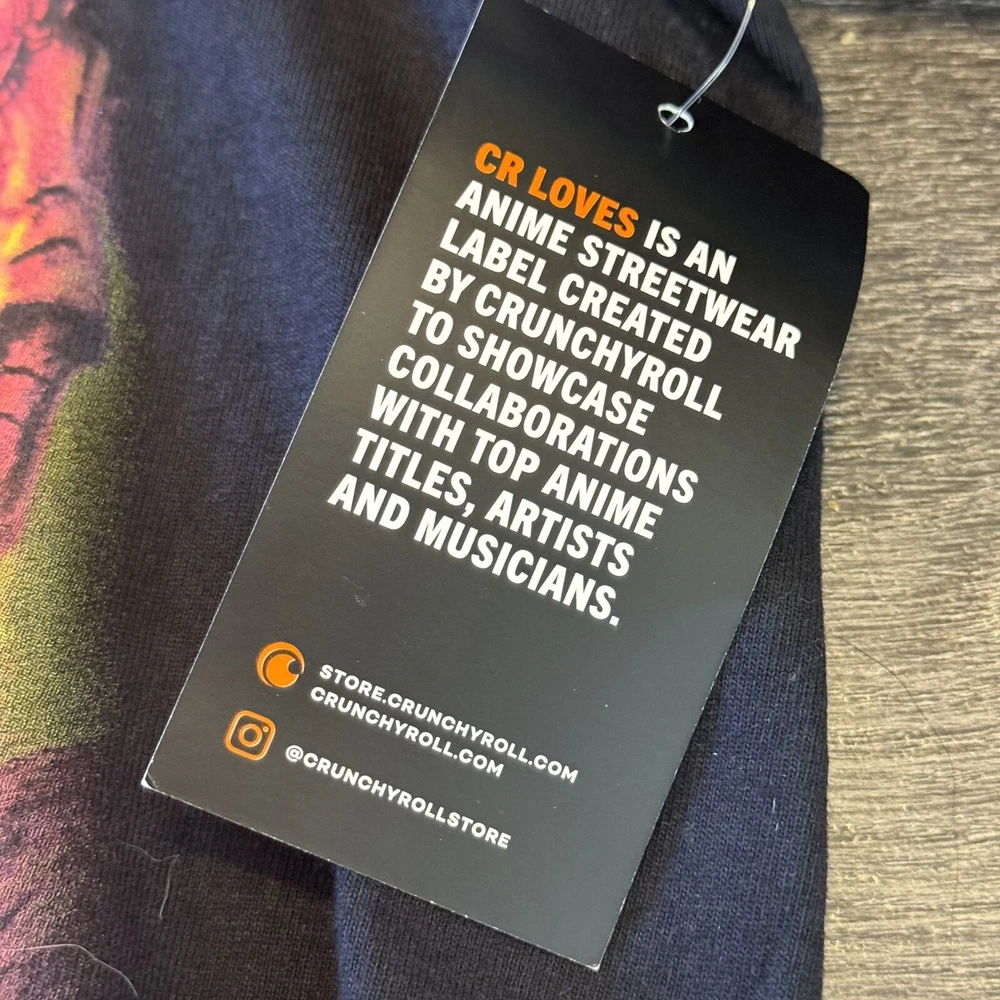 CR LOVES IS AN
ANIME STREETWEAR
LABEL CREATED
BY CRUNCHYROLL
TO SHOWCASE
COLLABORATIONS
WITH TOP ANIME
TITLES, ARTISTS
AND MUSICIANS.
STORE.CRUNCHYROLL.COM
CRUNCHYROLL.COM
@CRUNCHYROLLSTORE